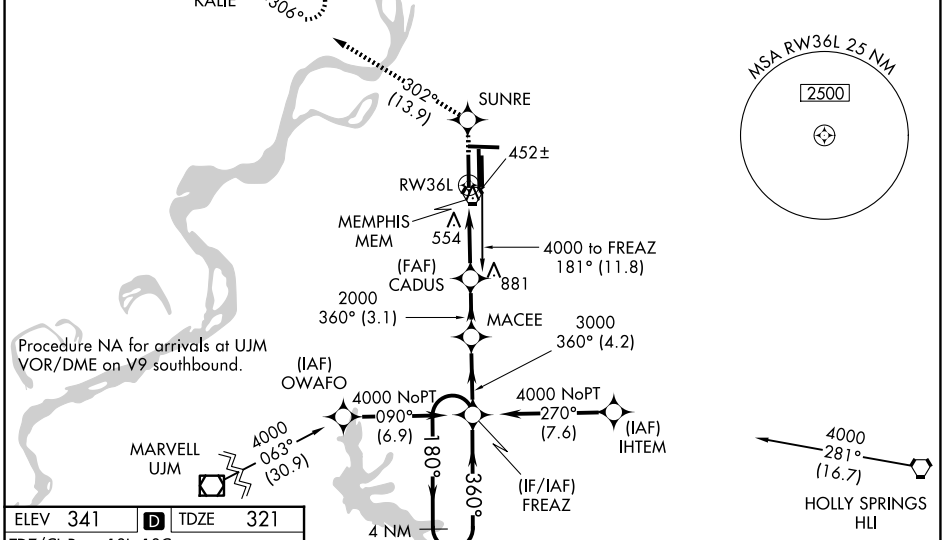 KALIE
306°
MSA RW36L 25 NM
2500
302°
(13.9)
SUNRE
452±
RW36L
MEMPHIS
MEM
554
4000 to FREAZ
181° (11.8)
(FAF)
CADUS
881
2000
360° (3.1)
MACEE
3000
360° (4.2)
Procedure NA for arrivals at UJM
VOR/DME on V9 southbound.
(IAF)
OWAFO
4000 NoPT
090°
(6.9)
4000 NoPT
270°
(7.6)
(IAF)
IHTEM
MARVELL
UJM
4000
063°
(30.9)
180°
360°
(IF/IAF)
FREAZ
4000
281°
(16.7)
HOLLY SPRINGS
HLI
4 NM
ELEV 341 D TDZE 321